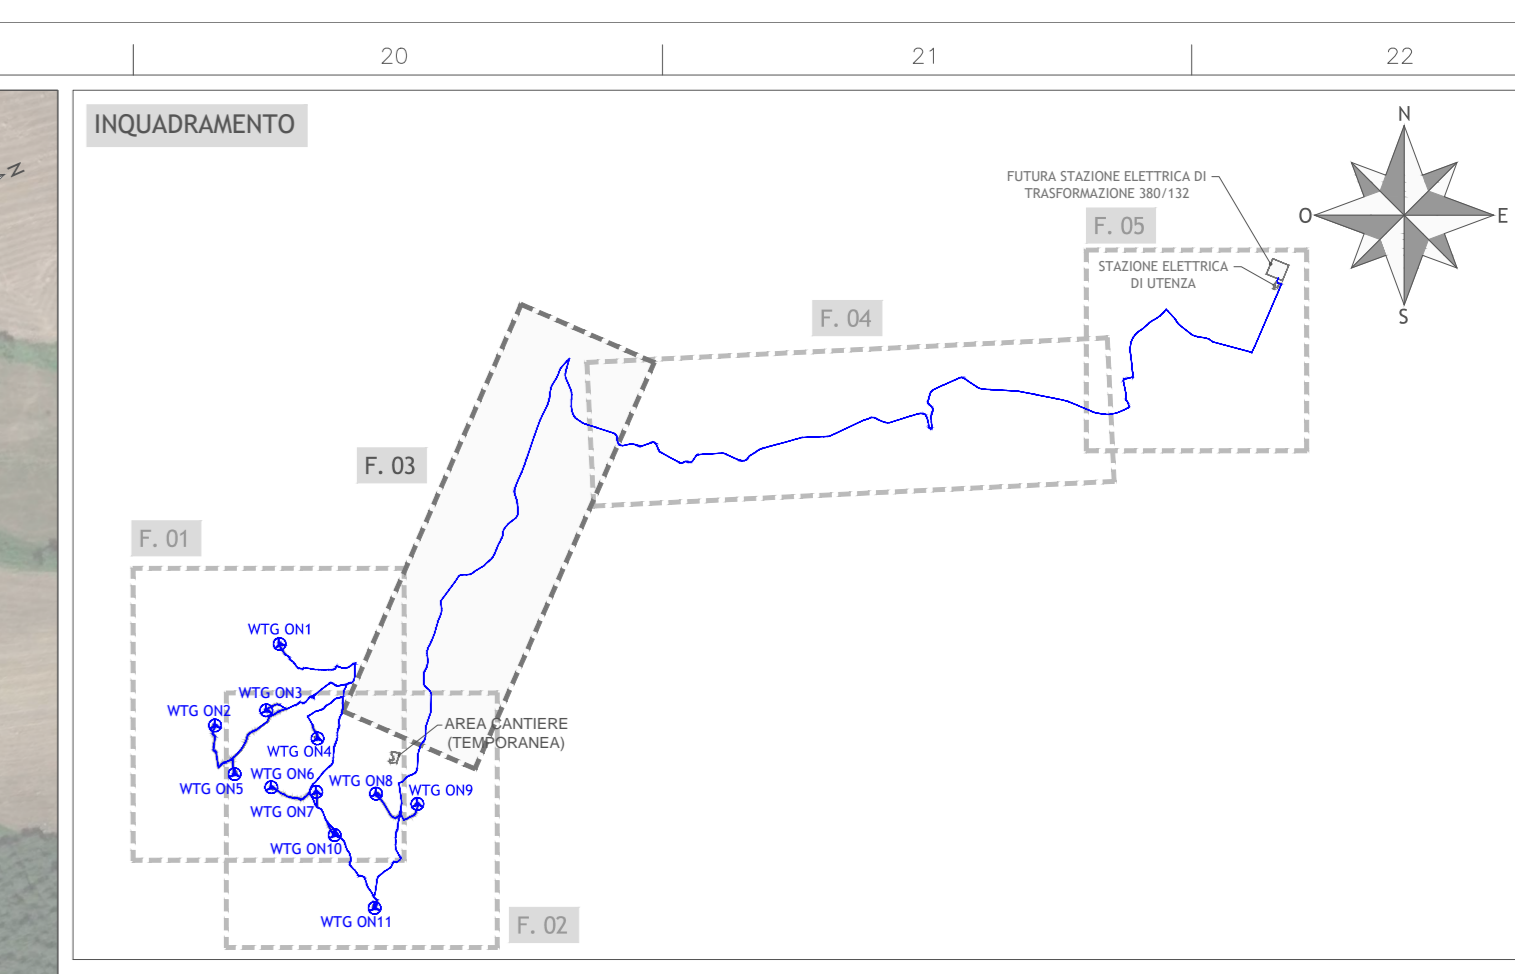 20
21
22
INQUADRAMENTO
N
N
FUTURA STAZIONE ELETTRICA DI
TRASFORMAZIONE 380/132
O
E
F. 05
STAZIONE ELETTRICA
DI UTENZA
S
F. 04
F. 03
F. 01
WTG ON1
WTG ON3
WTG ON2
AREA CANTIERE
(TEMPORANEA)
WTG ON4
WTG ON6
WTG ON8
WTG ON5
WTG ON9
WTG ON7
WTG ON10
WTG ON11
F. 02